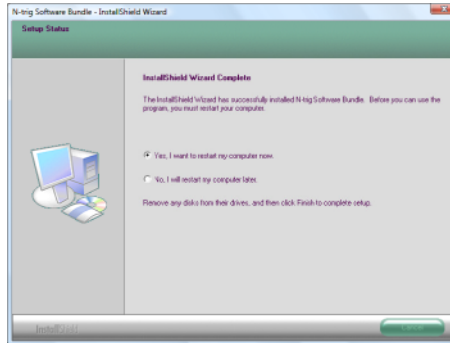 N-trig Software Bundle - InstallShield Wizard
Setup Status
InstallShield Wizard Complete
The InstallShield Wizard has successfully installed N-trig Software Bundle. Before you can use the
program, you must restart your computer.
Yes, I want to restart my computer now.
No, I will restart my computer later.
Remove any disks from their drives, and then click Finish to complete setup.
InstallShield